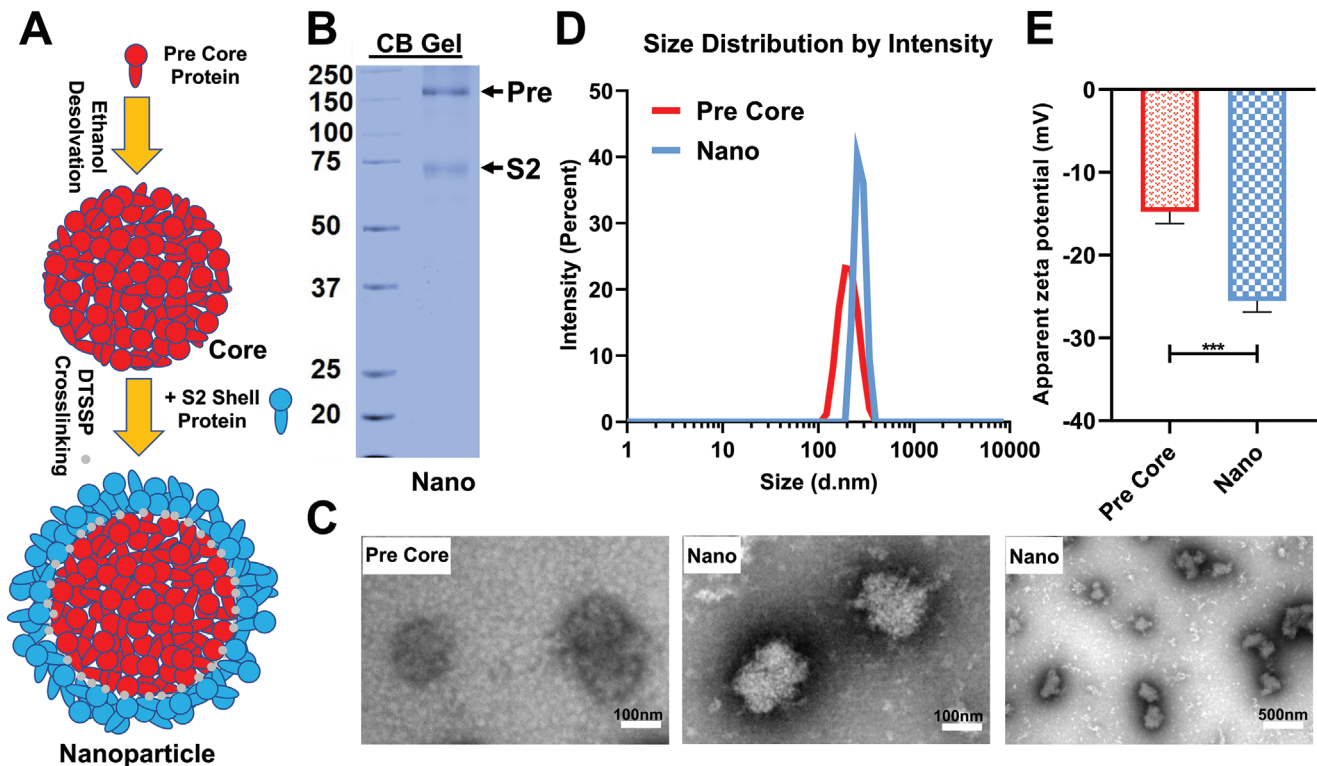 A
Pre Core
Protein
Ethanol
Desolvation
Core
DTSSP
Crosslinking
+ S2 Shell
Protein
Nanoparticle
B
CB Gel
250
150
100
75
50
37
25
20
Pre
S2
Nano
D
Size Distribution by Intensity
Intensity (Percent)
50
40
30
20
10
0
Pre Core
Nano
1
10
100
1000
10000
Size (d.nm)
E
Apparent zeta potential (mV)
0
-10
-20
-30
-40
***
Pre Core
Nano
C
Pre Core
100nm
Nano
100nm
Nano
500nm